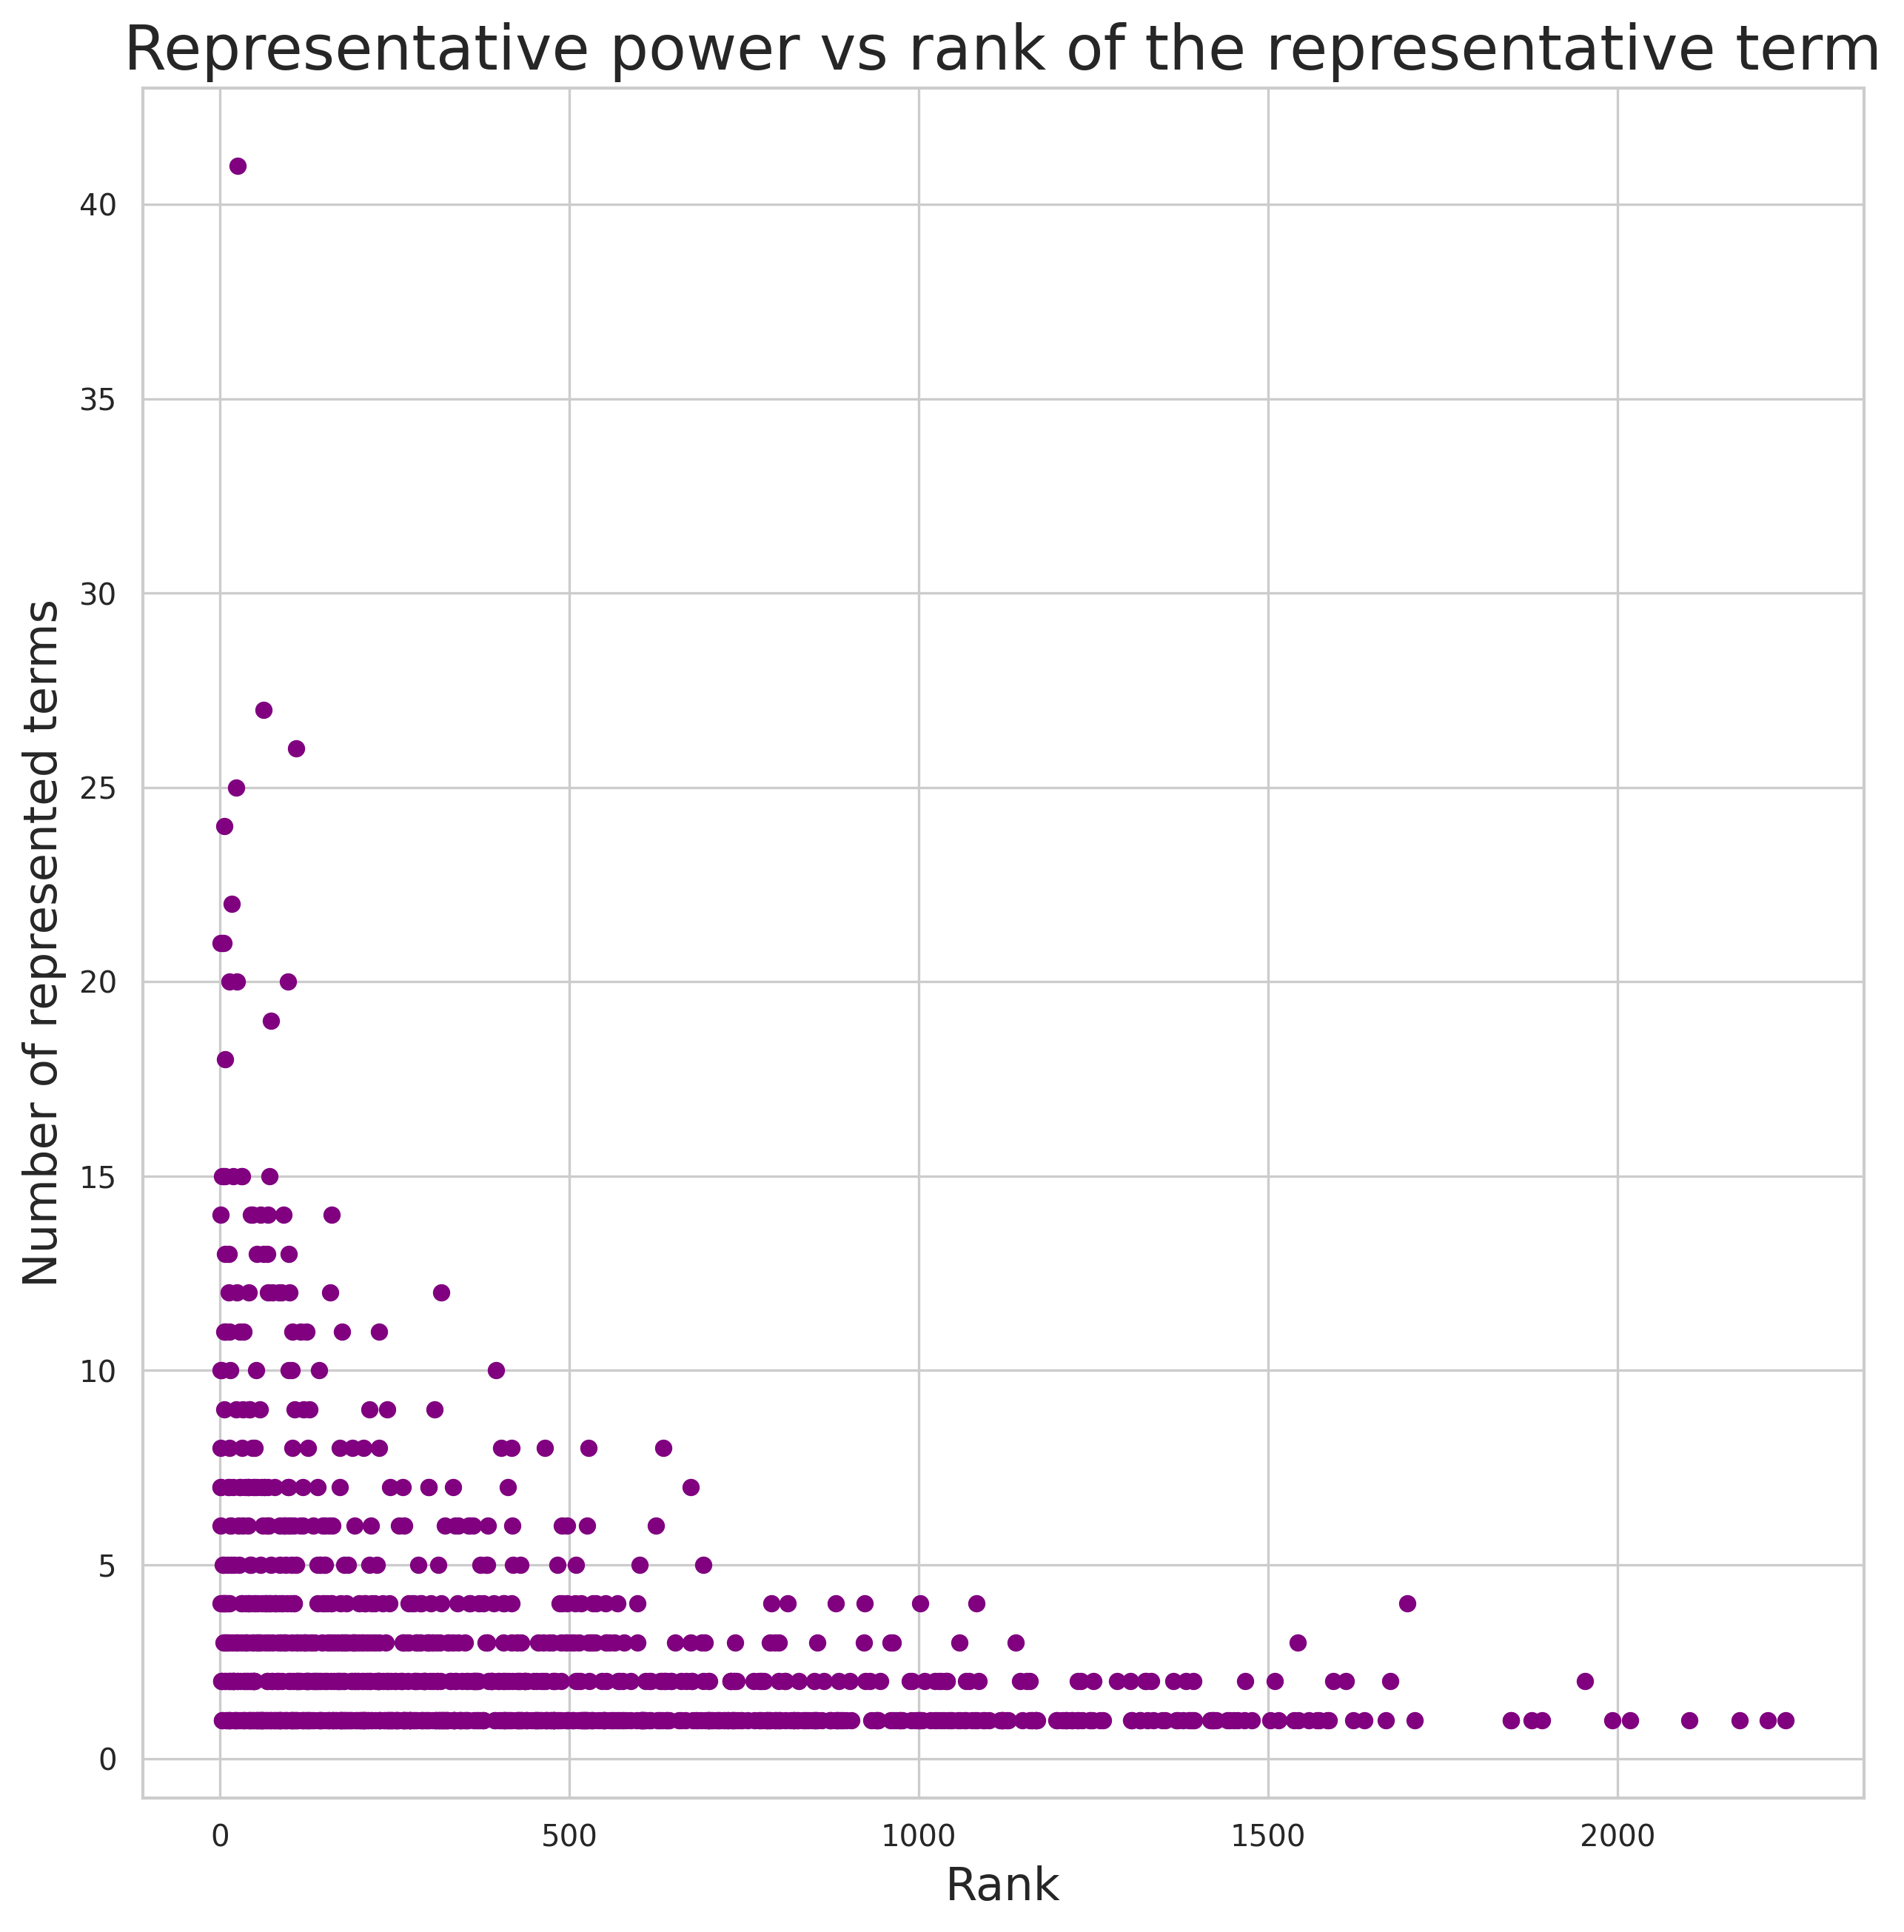 Representative power vs rank of the representative term
Number of represented terms
40
35
30
25
20
15
10
5
0
0 500 1000 1500 2000
Rank